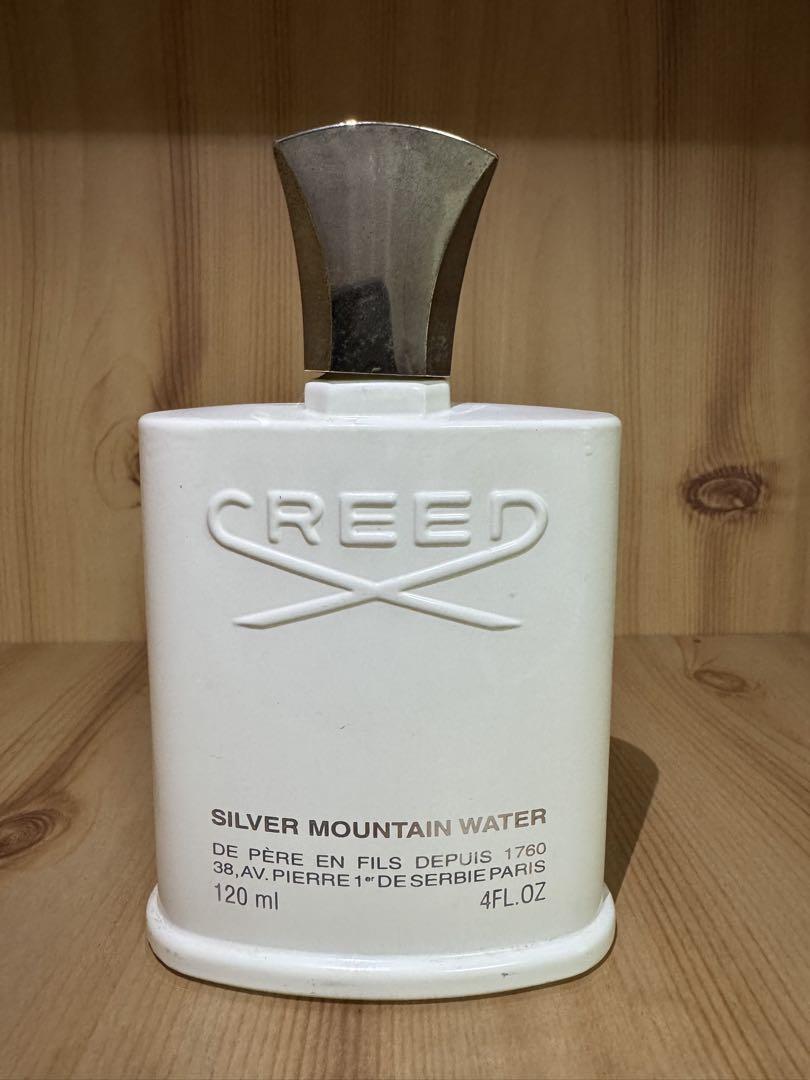 CREED
SILVER MOUNTAIN WATER
DE PÈRE EN FILS DEPUIS 1760
38,AV. PIERRE 1er DE SERBIE PARIS
120 ml 4FL.OZ